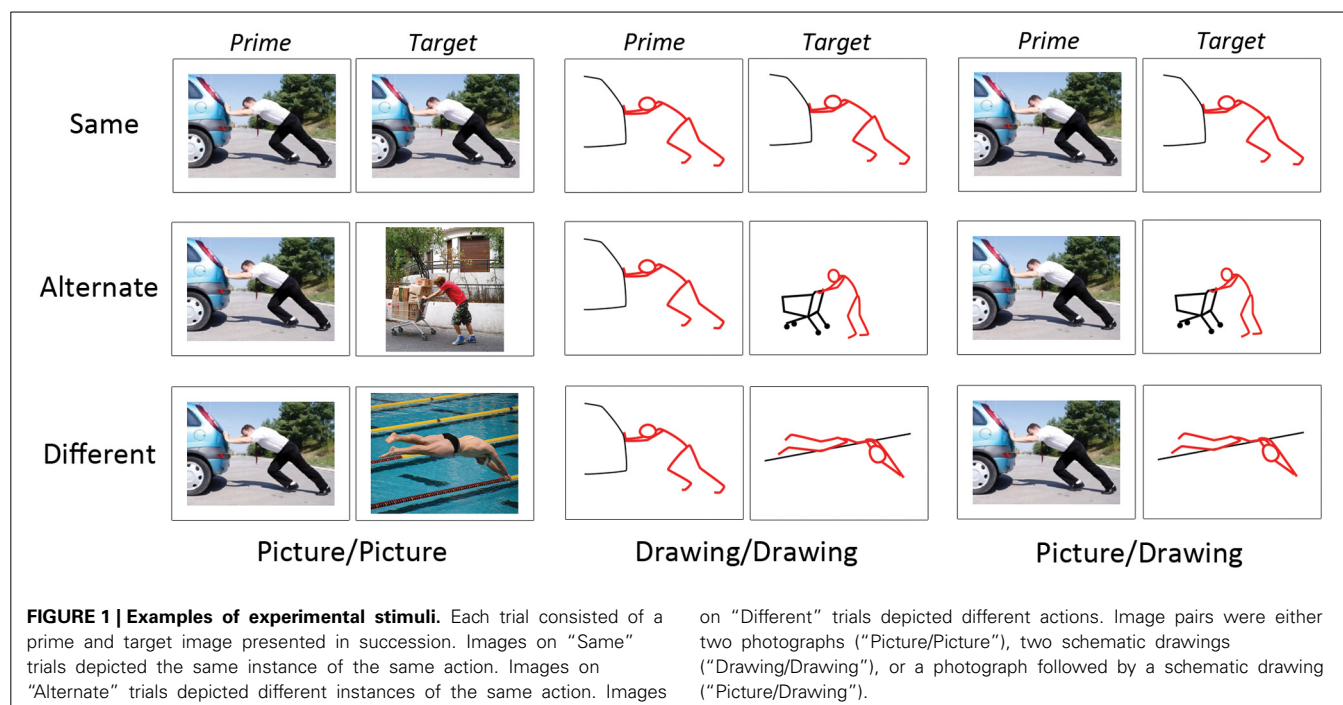 Prime Target Prime Target Prime Target
Same
Alternate
Different
Picture/Picture Drawing/Drawing Picture/Drawing
FIGURE 1 | Examples of experimental stimuli. Each trial consisted of a
prime and target image presented in succession. Images on “Same”
trials depicted the same instance of the same action. Images on
“Alternate” trials depicted different instances of the same action. Images
on “Different” trials depicted different actions. Image pairs were either
two photographs (“Picture/Picture”), two schematic drawings
(“Drawing/Drawing”), or a photograph followed by a schematic drawing
(“Picture/Drawing”).